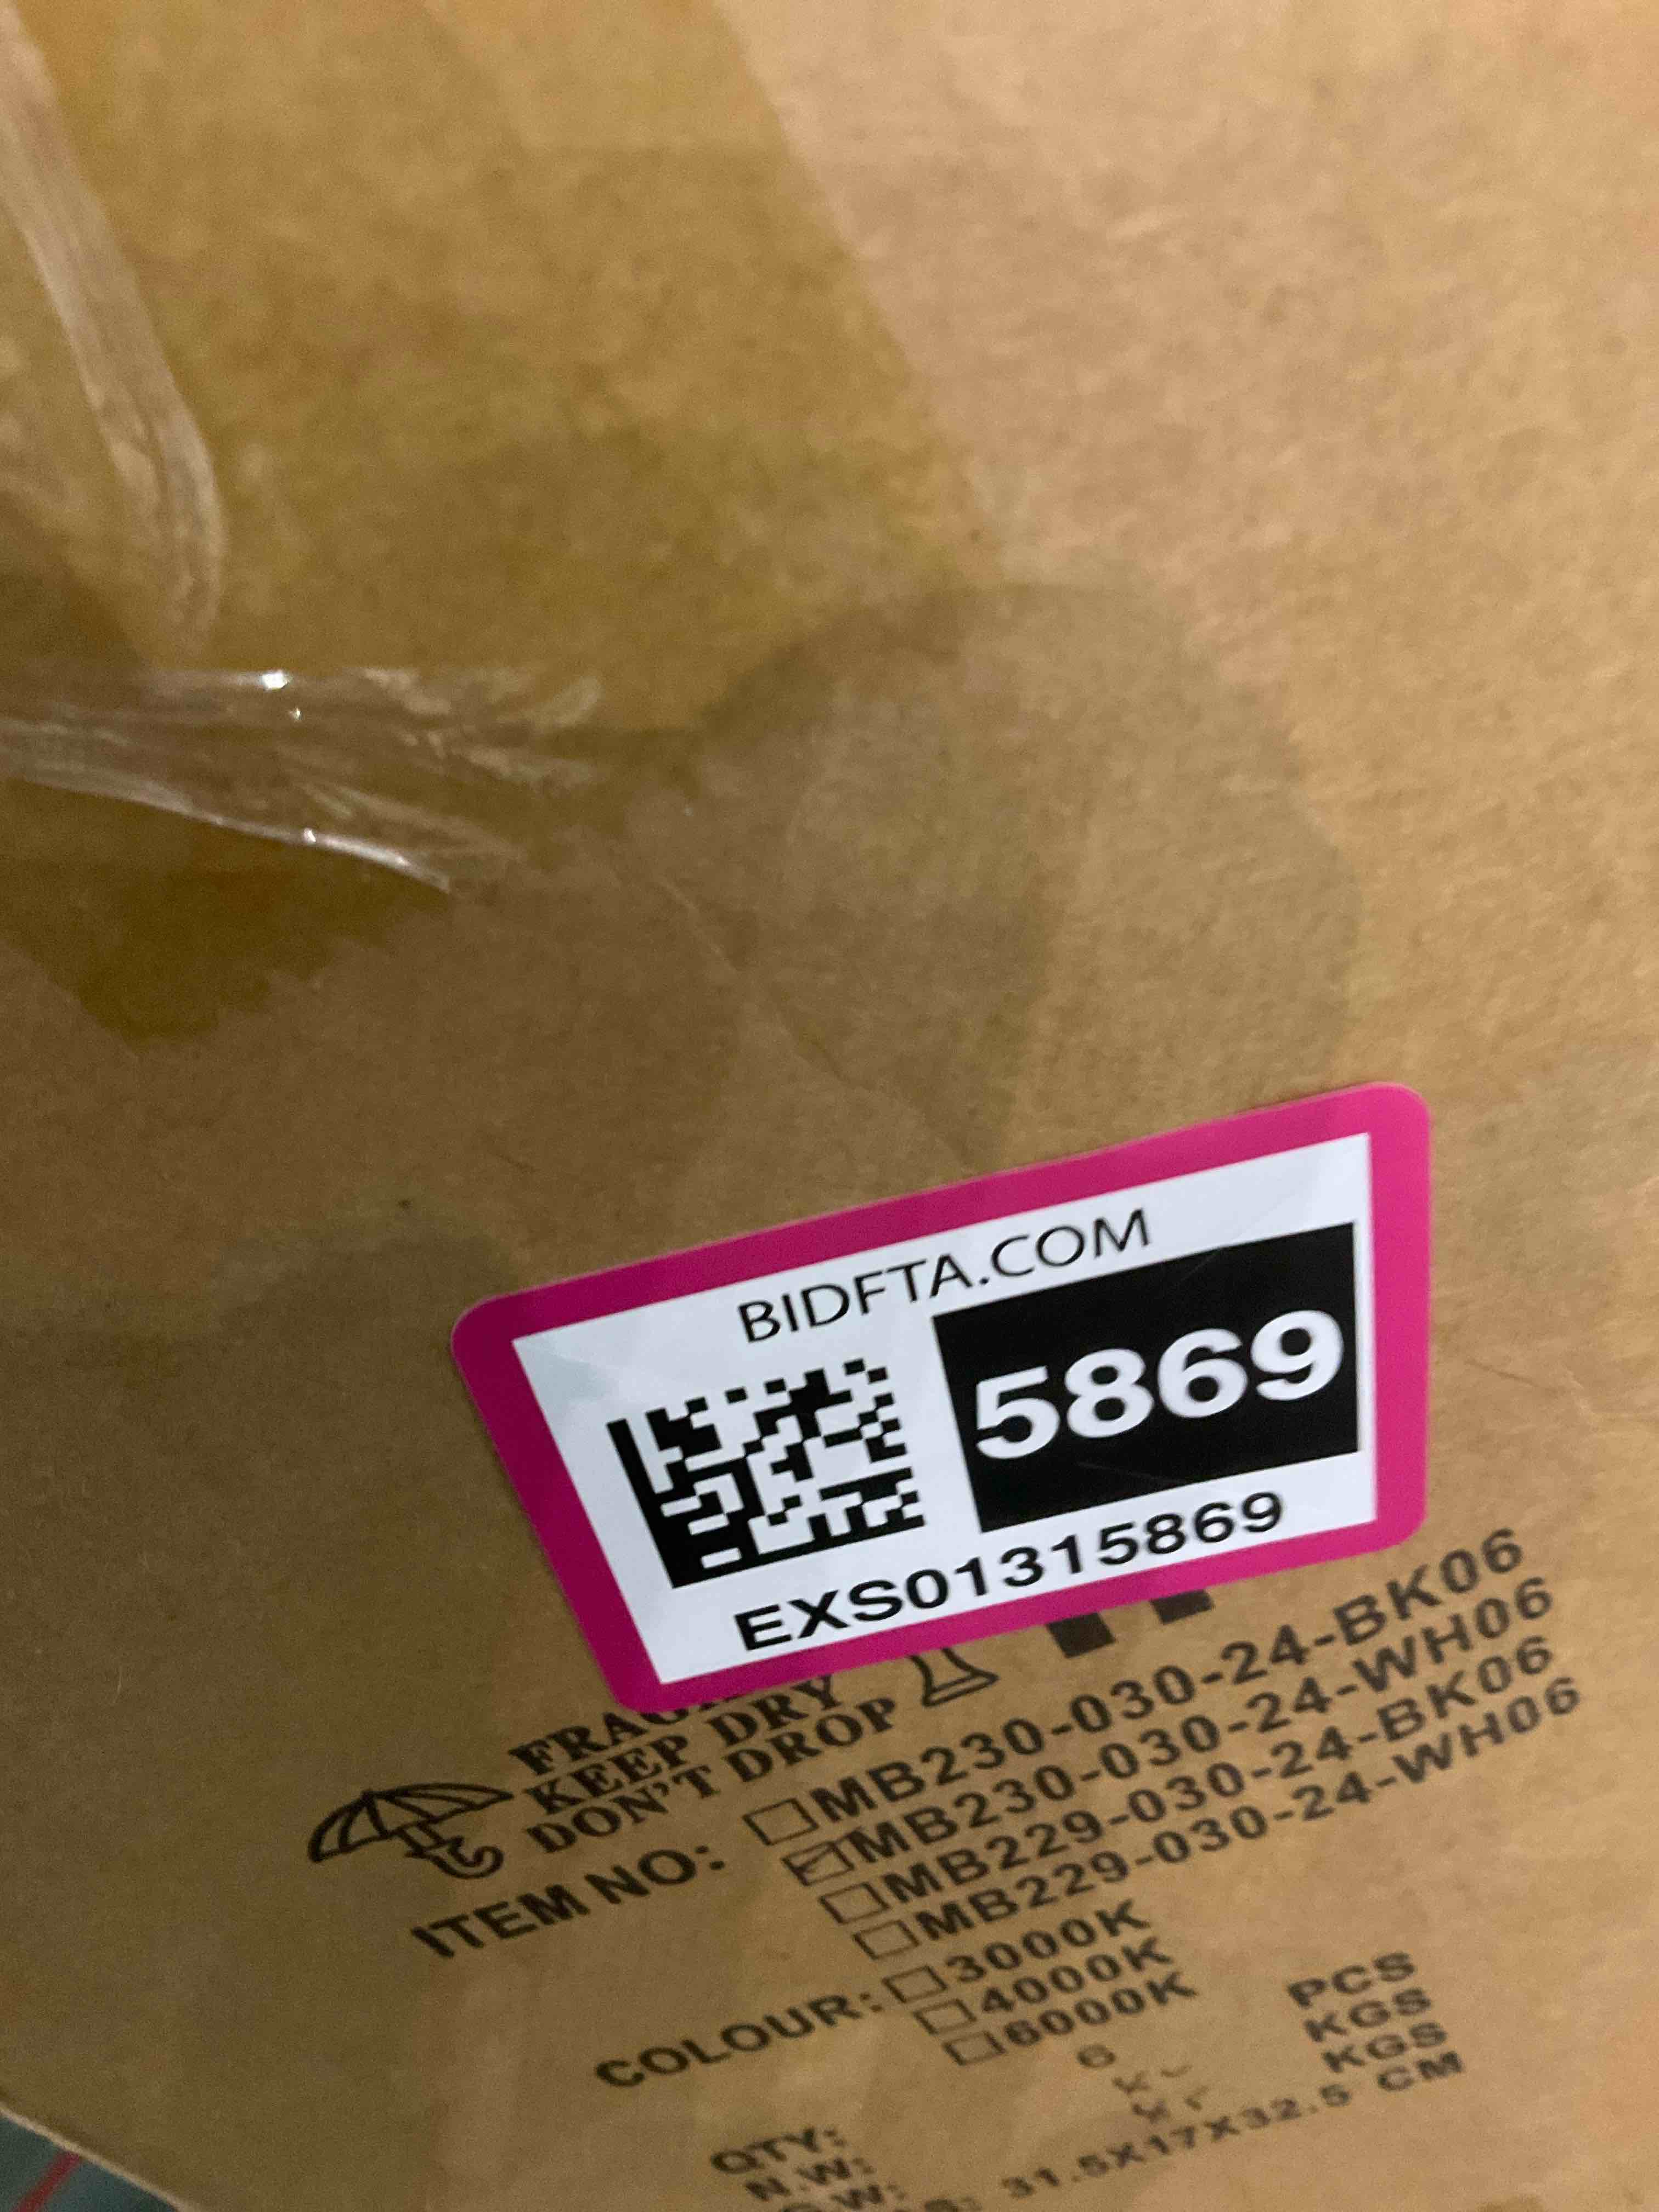 BIDFTA.COM
5869
EXS01315869
KEEP DRY
DON'T DROP
ITEM NO: ☐MB230-030-24-BK06
☑MB230-030-24-WH06
☐MB229-030-24-BK06
☐MB229-030-24-WH06
COLOUR: ☐3000K
☐4000K
☐6000K
QTY: 6 PCS
N.W: KGS
KGS
31.5X17X32.5 CM